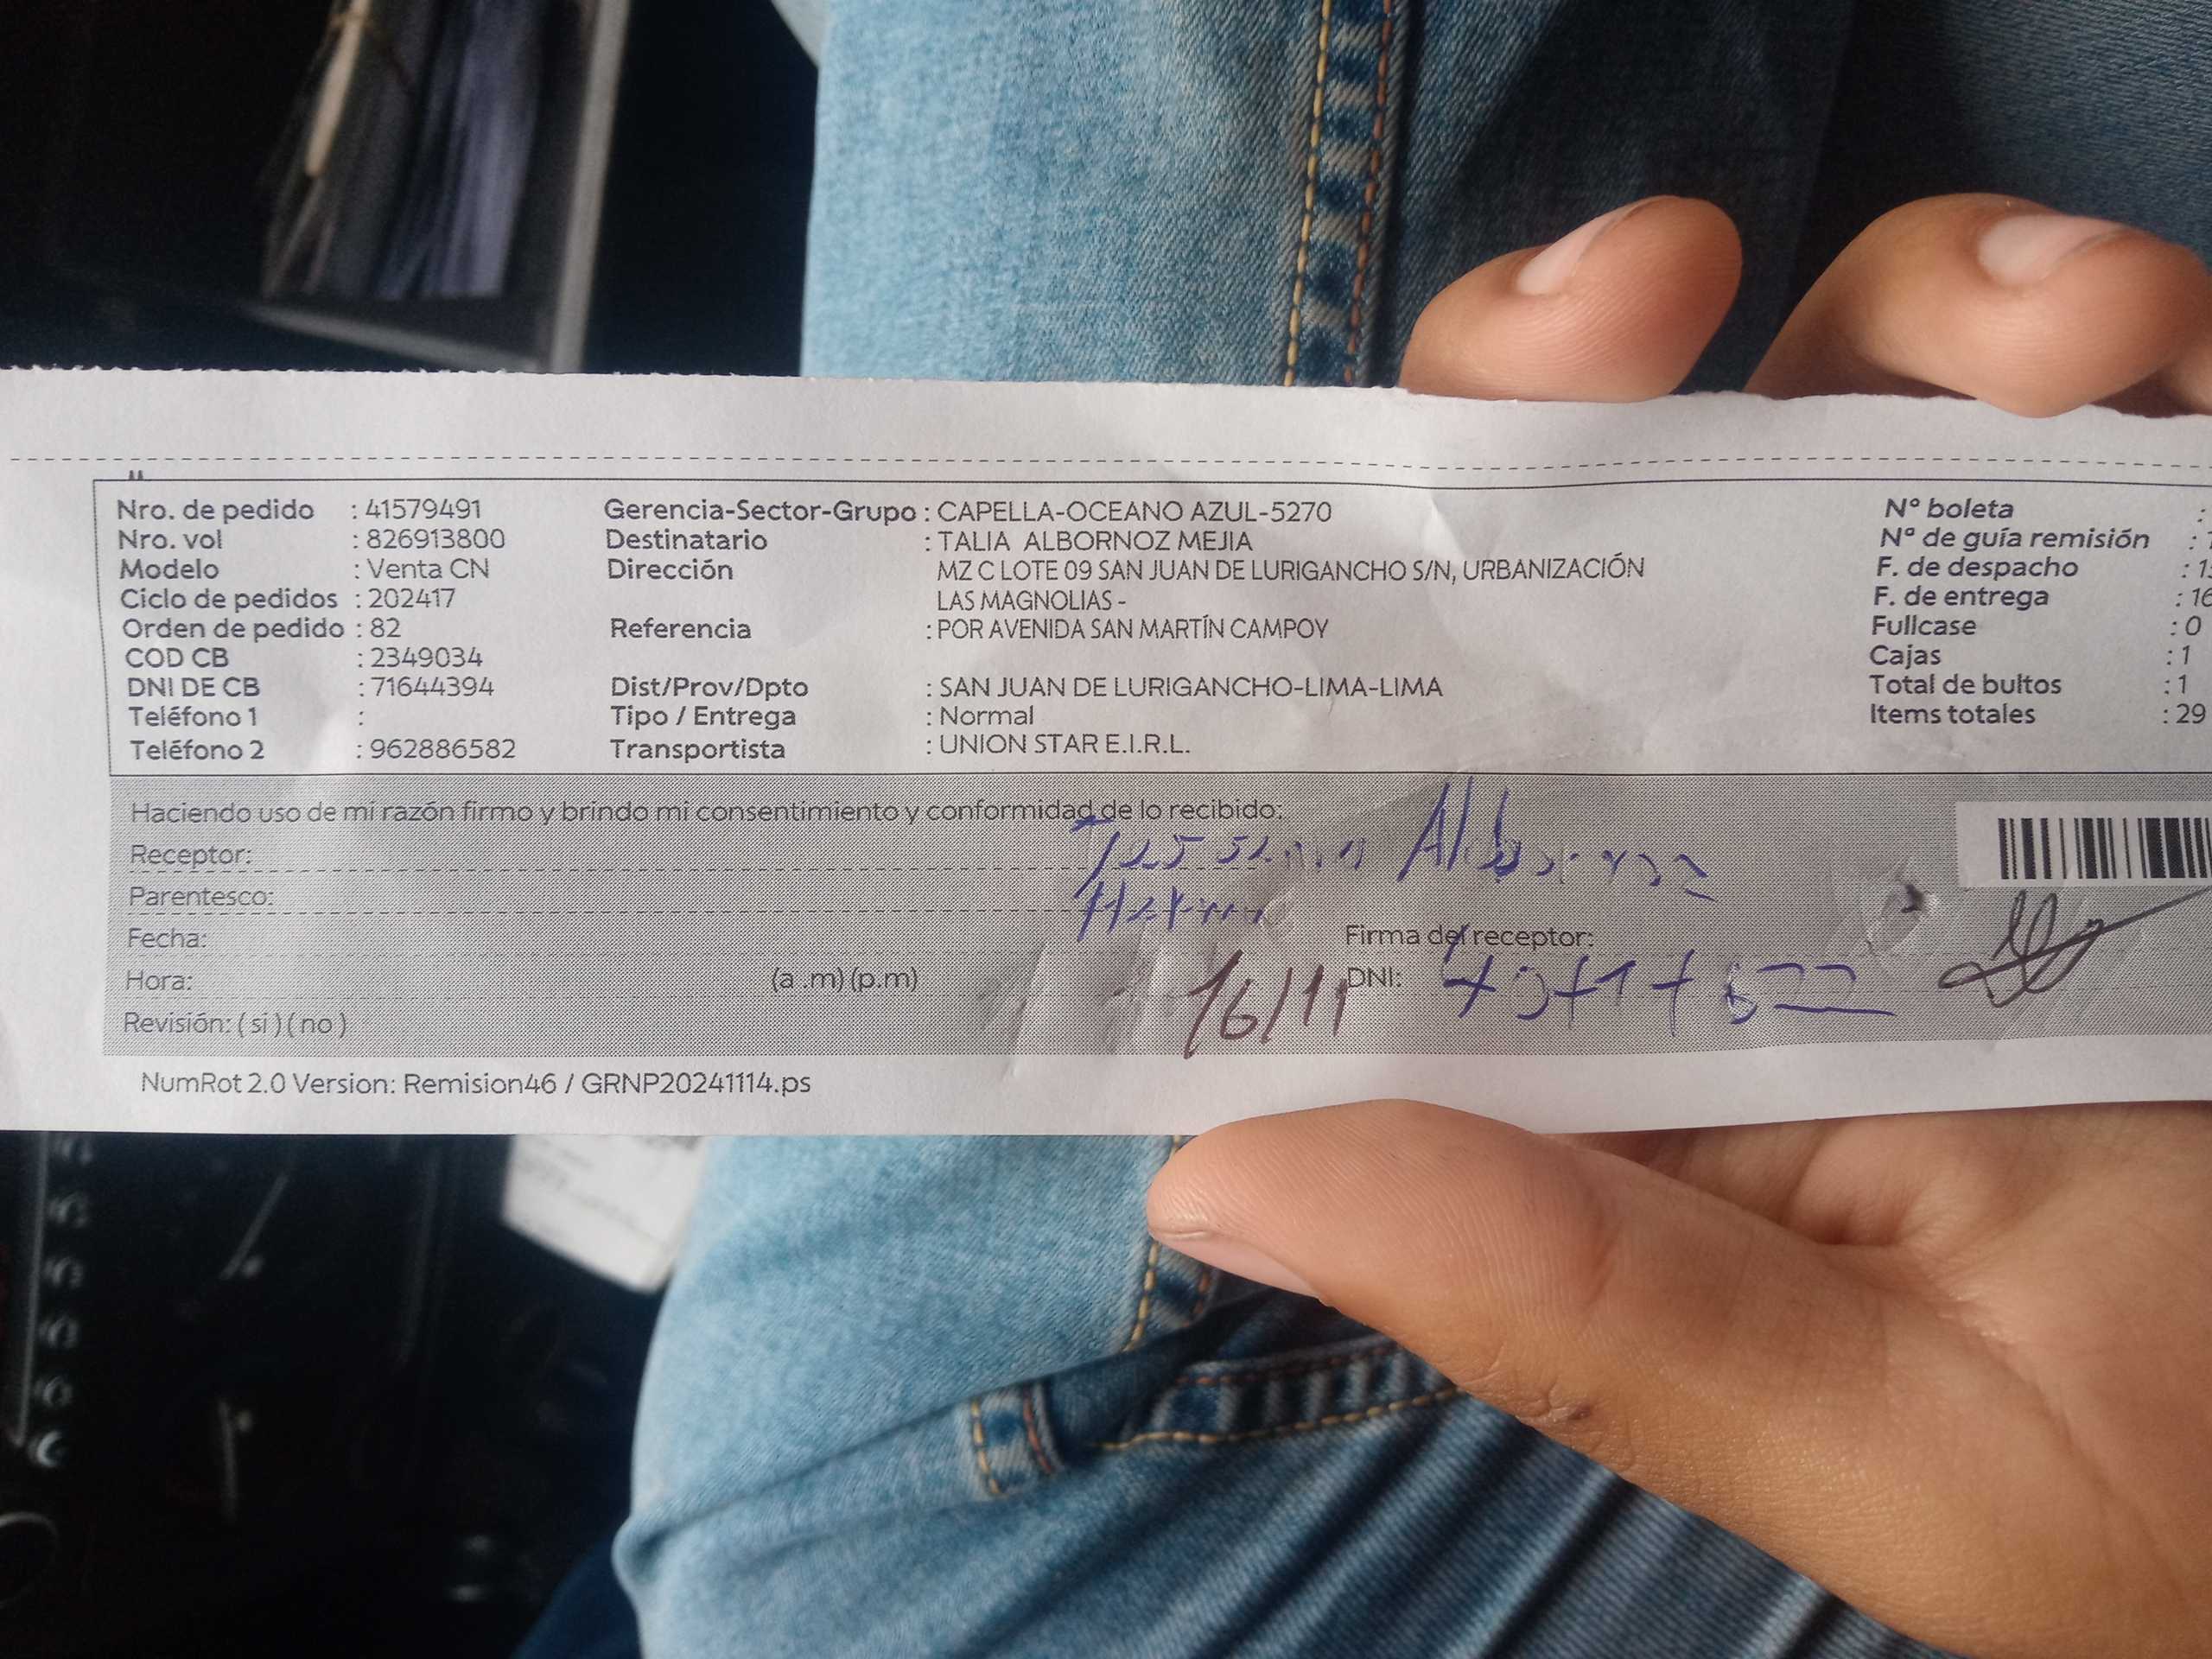 Nro. de pedido : 41579491 Gerencia-Sector-Grupo : CAPELLA-OCEANO AZUL-5270 Nº boleta :
Nro. vol : 826913800 Destinatario : TALIA ALBORNOZ MEJIA Nº de guía remisión :
Modelo : Venta CN Dirección MZ C LOTE 09 SAN JUAN DE LURIGANCHO S/N, URBANIZACIÓN F. de despacho :
Ciclo de pedidos : 202417 LAS MAGNOLIAS - F. de entrega : 16
Orden de pedido : 82 Referencia : POR AVENIDA SAN MARTÍN CAMPOY Fullcase : 0
COD CB : 2349034 Cajas : 1
DNI DE CB : 71644394 Dist/Prov/Dpto : SAN JUAN DE LURIGANCHO-LIMA-LIMA Total de bultos : 1
Teléfono 1 : Tipo / Entrega : Normal Items totales : 29
Teléfono 2 : 962886582 Transportista : UNION STAR E.I.R.L.
Haciendo uso de mi razón firmo y brindo mi consentimiento y conformidad de lo recibido:
Receptor: Albornoz
Parentesco:
Fecha: Firma del receptor:
Hora: (a .m) (p.m) 16/11 DNI:
Revisión: ( si ) ( no )
NumRot 2.0 Version: Remision46 / GRNP20241114.ps